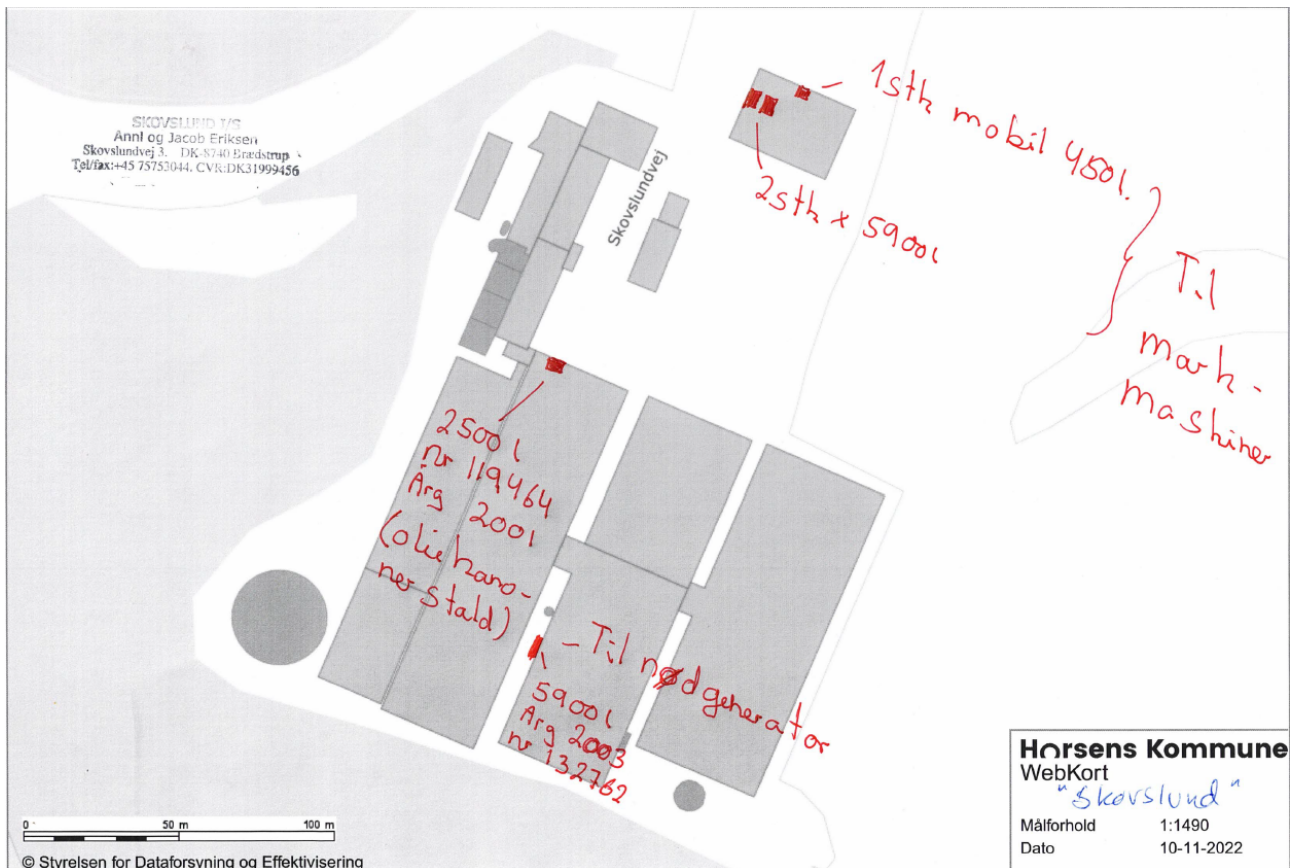 SKOVSLUND I/S
Anni og Jacob Eriksen
Skovslundvej 3. DK-8740 Brædstrup
Tel/fax:+45 75753044. CVR:DK31999456
Skovslundvej
1stk mobil 450l.
2stk x 5900l
Til
mark-
maskiner
2500 l
nr 119464
Årg 2001
(oliekano-
ner stald)
- Til nødgenerator
5900l
Årg 2003
nr 132762
Horsens Kommune
WebKort
"Skovslund"
Målforhold 1:1490
Dato 10-11-2022
0 50 m 100 m
© Styrelsen for Dataforsyning og Effektivisering